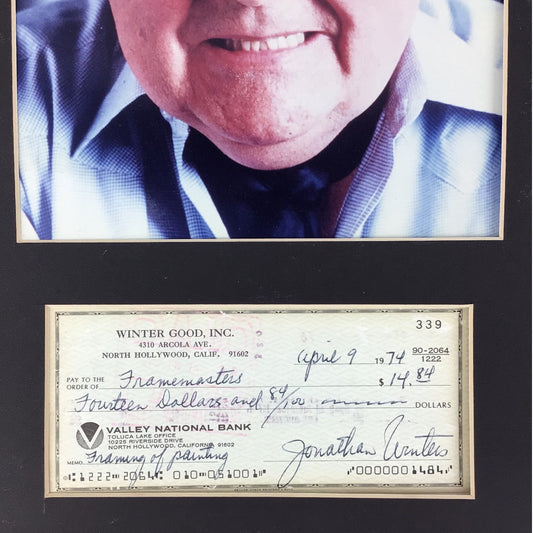 WINTER GOOD, INC.
4310 ARCOLA AVE.
NORTH HOLLYWOOD, CALIF. 91602
339
April 9 1974
90-2064
1222
PAY TO THE
ORDER OF Framemasters $14.84
Fourteen Dollars and 84/100 DOLLARS
VALLEY NATIONAL BANK
TOLUCA LAKE OFFICE
10225 RIVERSIDE DRIVE
NORTH HOLLYWOOD, CALIFORNIA 91602
MEMO Framing of painting
Jonathan Winters
⑆1222⑉2064⑆ 010⑉051001⑈ ⑈0000001484⑈